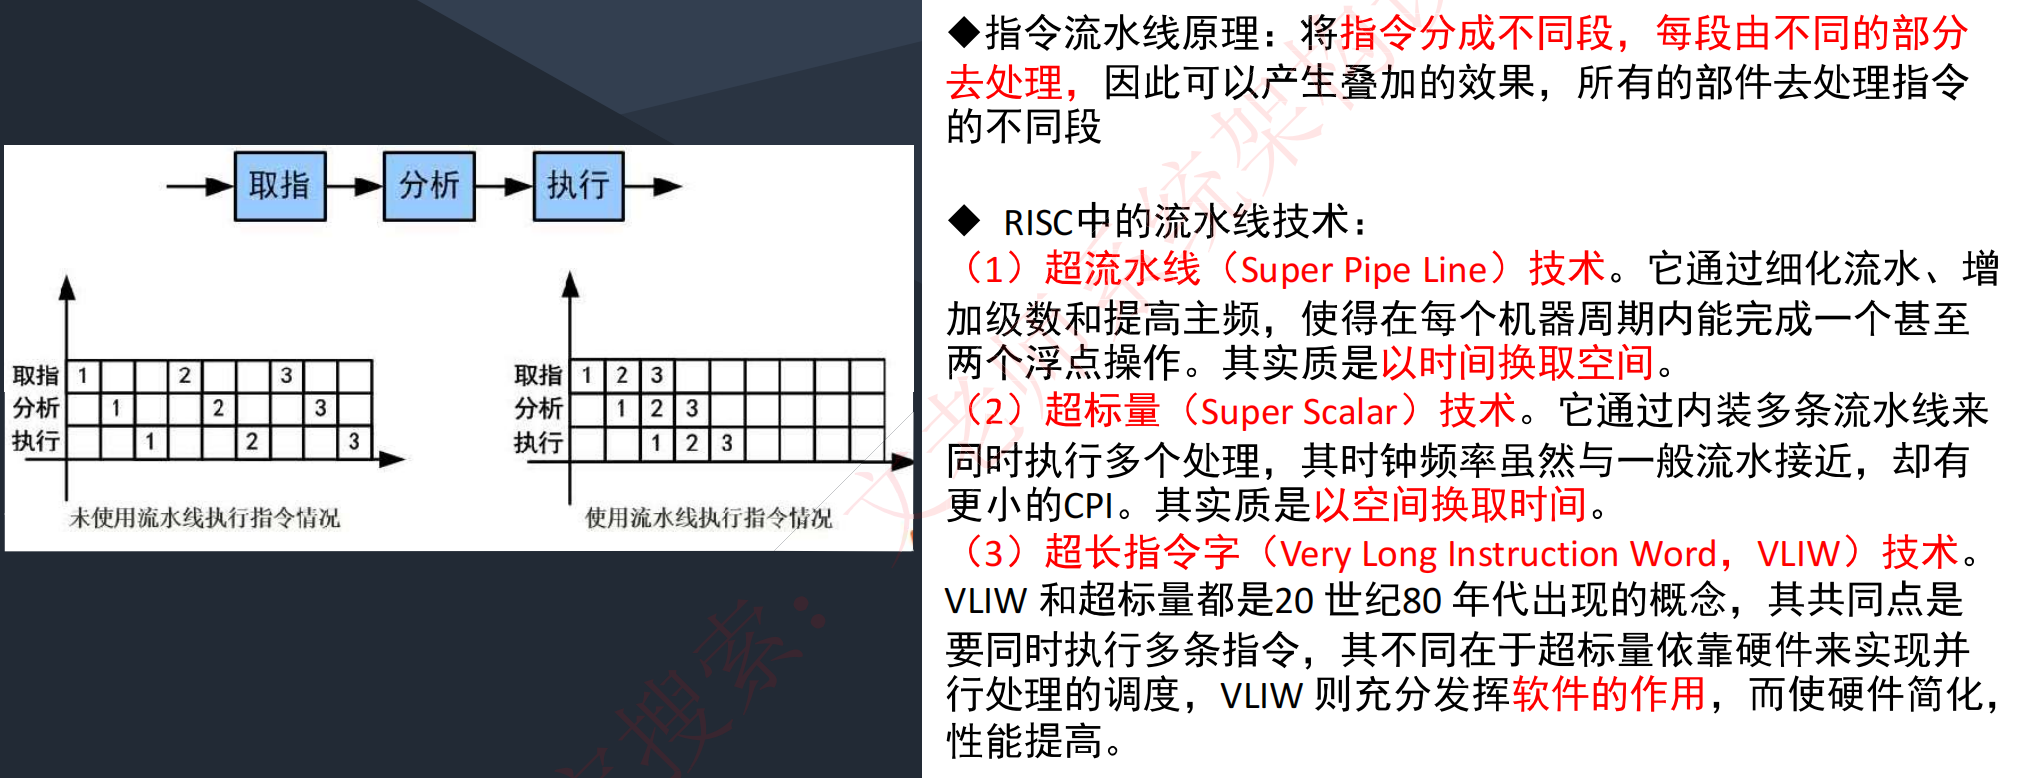 取指 分析 执行
取指 1 2 3
分析 1 2 3
执行 1 2 3
未使用流水线执行指令情况
取指 1 2 3
分析 1 2 3
执行 1 2 3
使用流水线执行指令情况
◆指令流水线原理：将指令分成不同段，每段由不同的部分
去处理，因此可以产生叠加的效果，所有的部件去处理指令
的不同段
◆ RISC中的流水线技术：
（1）超流水线（Super Pipe Line）技术。它通过细化流水、增
加级数和提高主频，使得在每个机器周期内能完成一个甚至
两个浮点操作。其实质是以时间换取空间。
（2）超标量（Super Scalar）技术。它通过内装多条流水线来
同时执行多个处理，其时钟频率虽然与一般流水接近，却有
更小的CPI。其实质是以空间换取时间。
（3）超长指令字（Very Long Instruction Word，VLIW）技术。
VLIW 和超标量都是20 世纪80 年代出现的概念，其共同点是
要同时执行多条指令，其不同在于超标量依靠硬件来实现并
行处理的调度，VLIW 则充分发挥软件的作用，而使硬件简化，
性能提高。
搜索：文老师系统架构